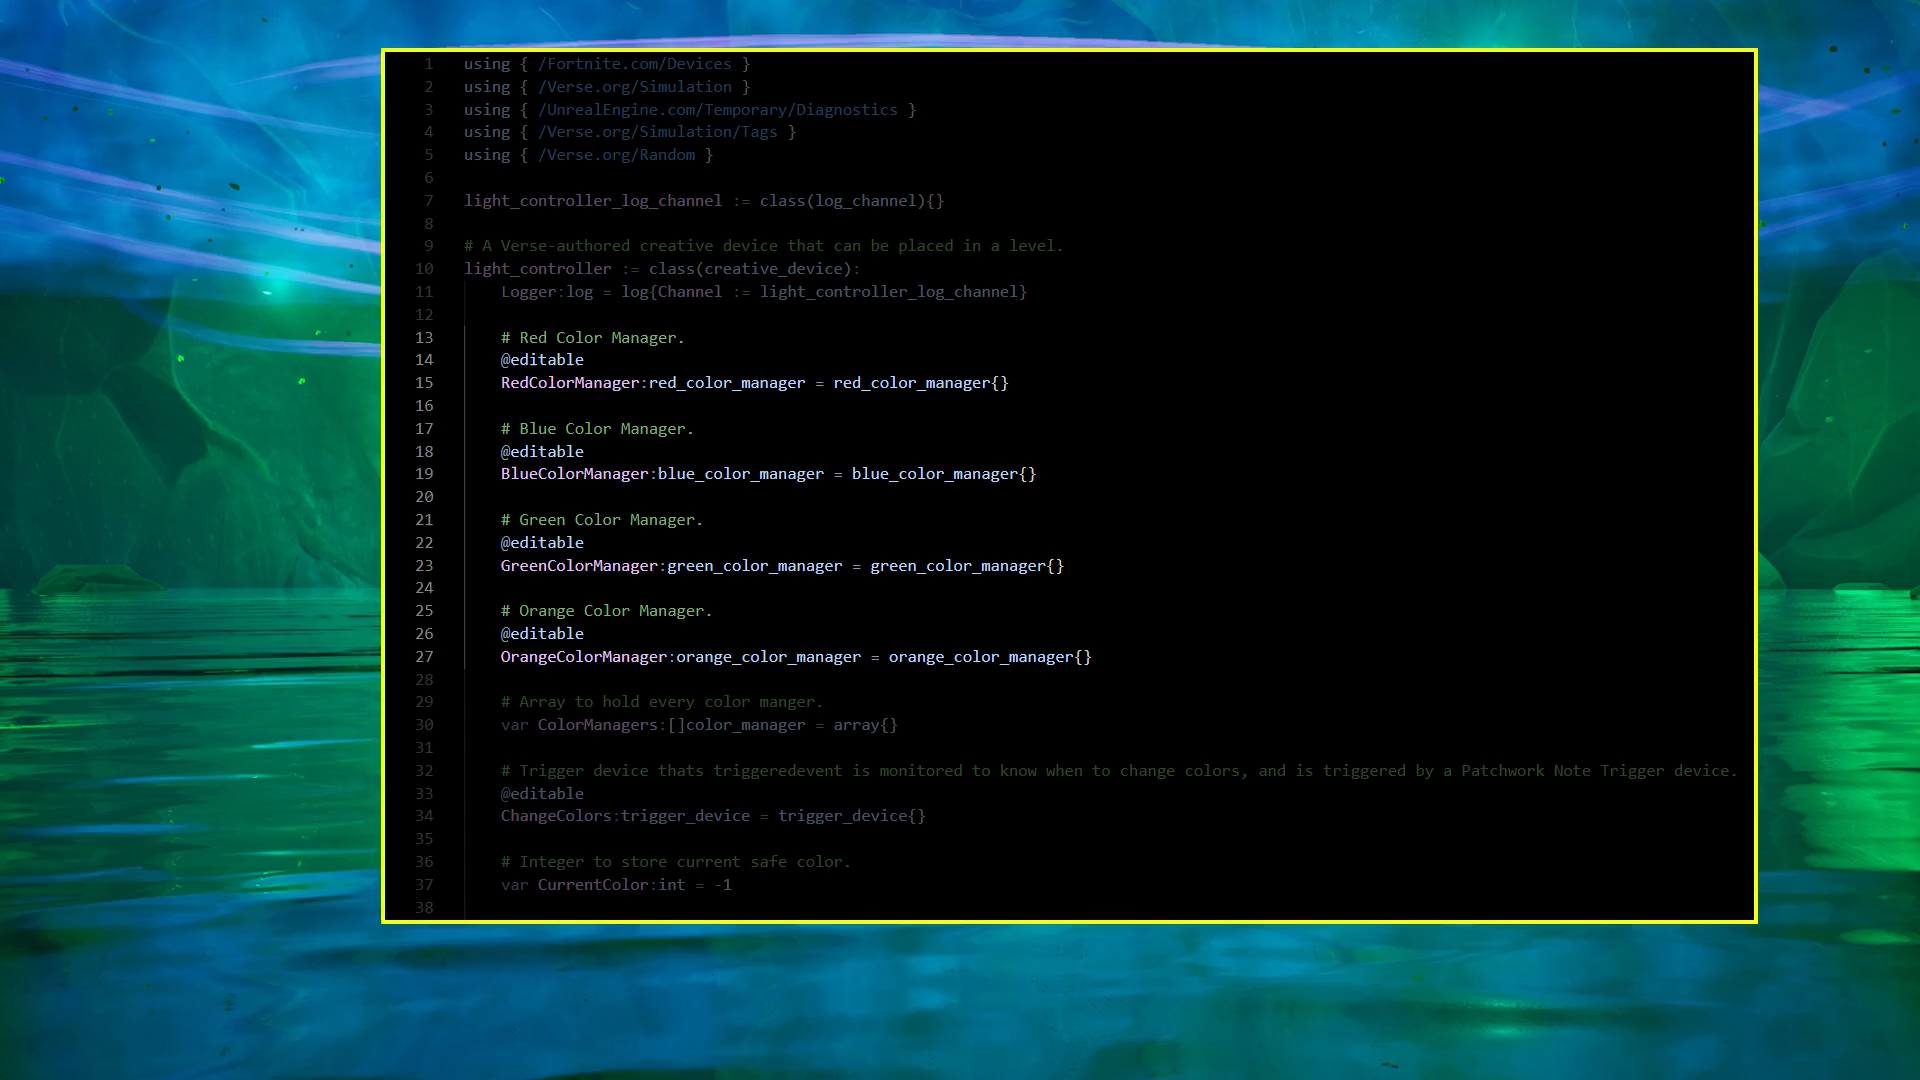 1 using { /Fortnite.com/Devices }
2 using { /Verse.org/Simulation }
3 using { /UnrealEngine.com/Temporary/Diagnostics }
4 using { /Verse.org/Simulation/Tags }
5 using { /Verse.org/Random }
6
7 light_controller_log_channel := class(log_channel){}
8
9 # A Verse-authored creative device that can be placed in a level.
10 light_controller := class(creative_device):
11 Logger:log = log{Channel := light_controller_log_channel}
12
13 # Red Color Manager.
14 @editable
15 RedColorManager:red_color_manager = red_color_manager{}
16
17 # Blue Color Manager.
18 @editable
19 BlueColorManager:blue_color_manager = blue_color_manager{}
20
21 # Green Color Manager.
22 @editable
23 GreenColorManager:green_color_manager = green_color_manager{}
24
25 # Orange Color Manager.
26 @editable
27 OrangeColorManager:orange_color_manager = orange_color_manager{}
28
29 # Array to hold every color manger.
30 var ColorManagers:[]color_manager = array{}
31
32 # Trigger device thats triggeredevent is monitored to know when to change colors, and is triggered by a Patchwork Note Trigger device.
33 @editable
34 ChangeColors:trigger_device = trigger_device{}
35
36 # Integer to store current safe color.
37 var CurrentColor:int = -1
38